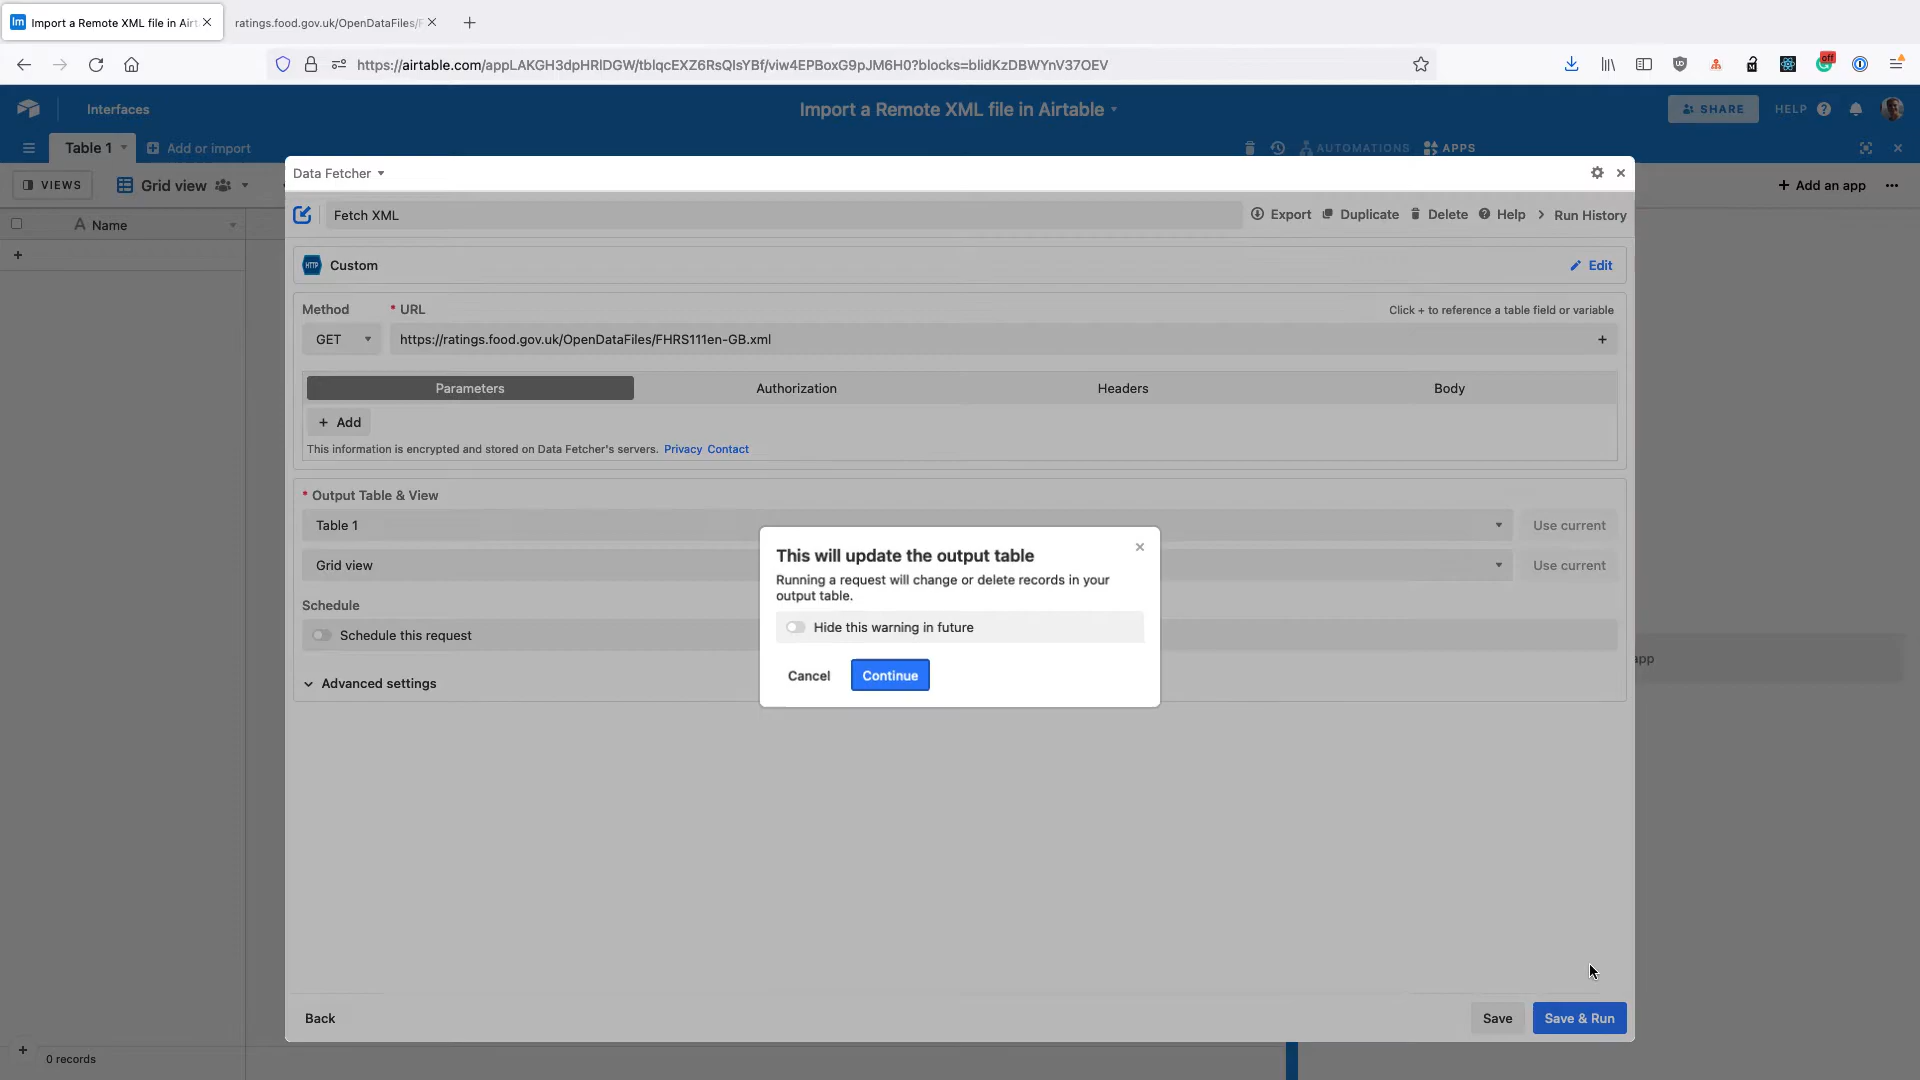 Import a Remote XML file in Airt
ratings.food.gov.uk/OpenDataFiles/F
https://airtable.com/appLAKGH3dpHRIDGW/tblqcEXZ6RsQlsYBf/viw4EPBoxG9pJM6H0?blocks=blidKzDBWYnV37OEV
off
Interfaces
Import a Remote XML file in Airtable
SHARE
HELP
Table 1
Add or import
AUTOMATIONS
APPS
VIEWS
Grid view
Data Fetcher
Add an app
Name
Fetch XML
Export
Duplicate
Delete
Help
Run History
HTTP
Custom
Edit
Method
* URL
Click + to reference a table field or variable
GET
https://ratings.food.gov.uk/OpenDataFiles/FHRS111en-GB.xml
+
Parameters
Authorization
Headers
Body
+ Add
This information is encrypted and stored on Data Fetcher's servers. Privacy Contact
* Output Table & View
Table 1
Use current
Grid view
Use current
Schedule
Schedule this request
Advanced settings
This will update the output table
Running a request will change or delete records in your
output table.
Hide this warning in future
Cancel
Continue
app
Back
Save
Save & Run
+
0 records